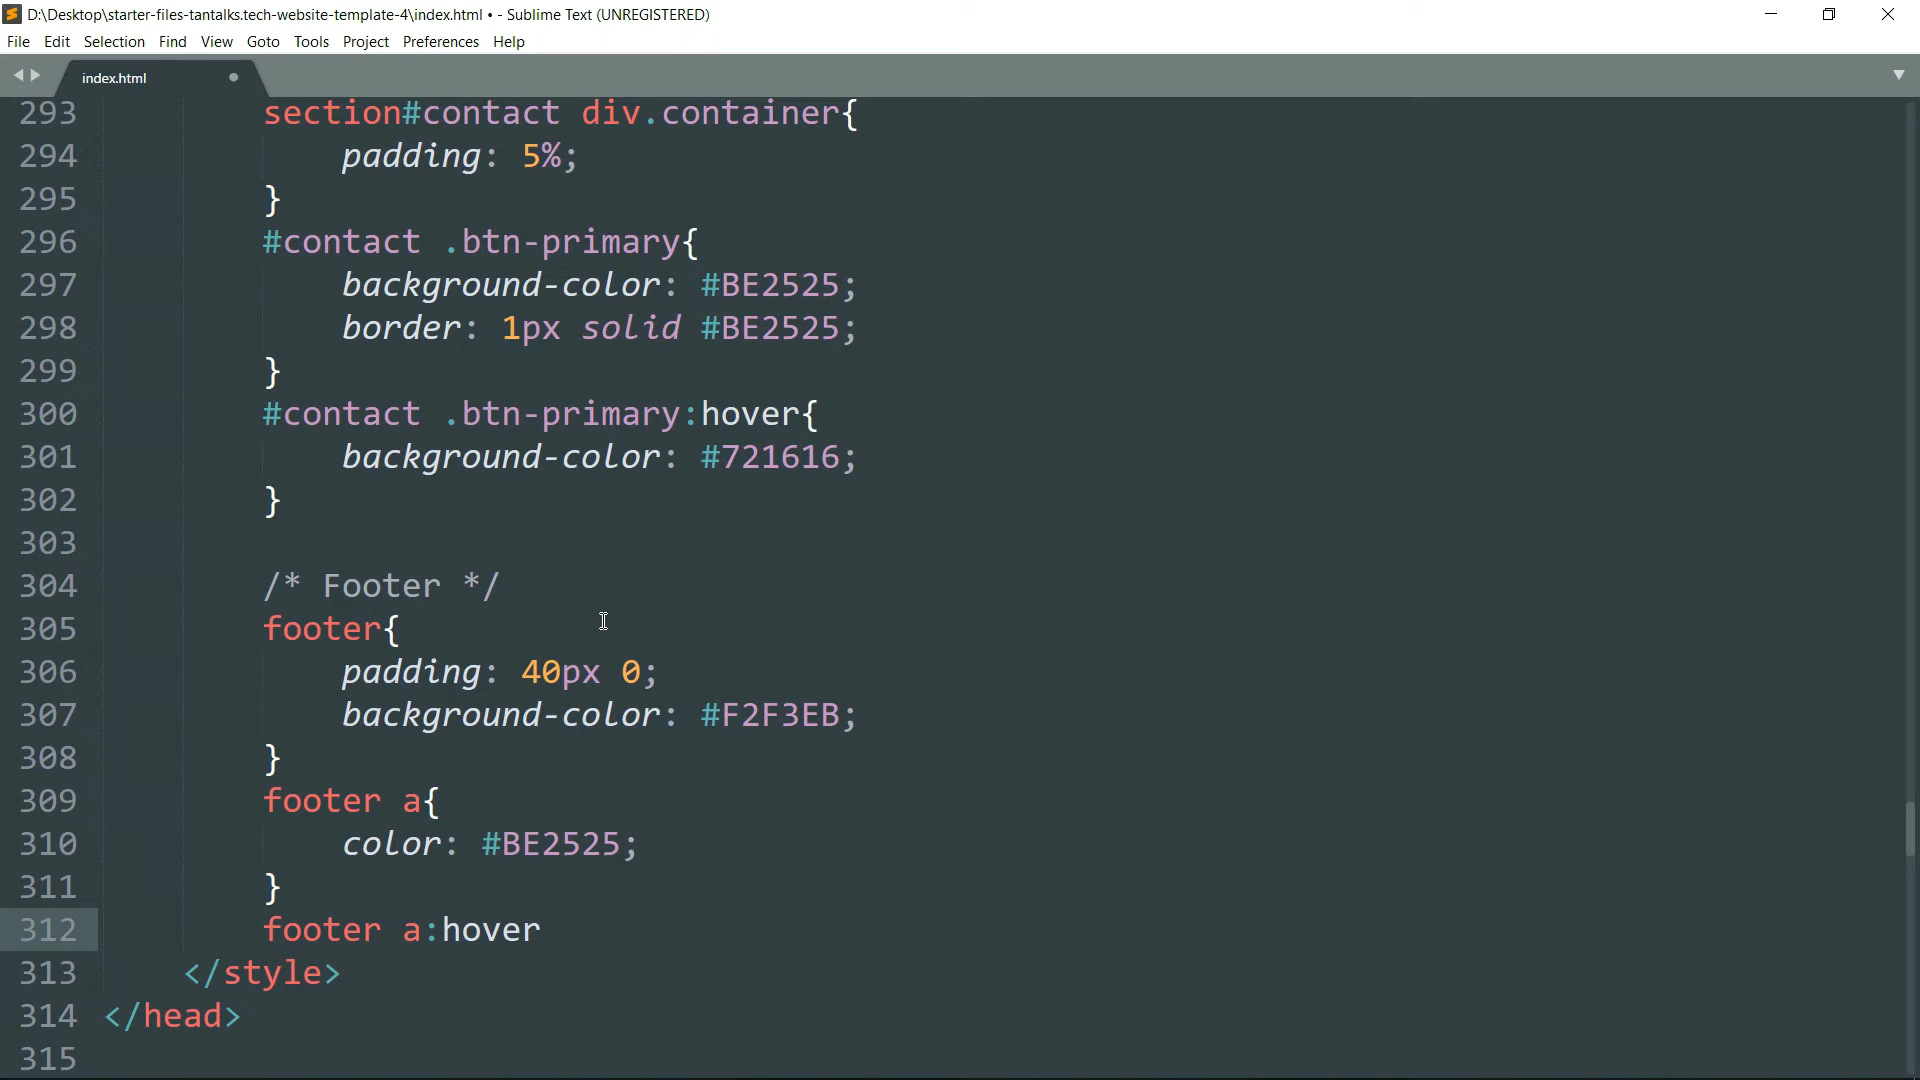 D:\Desktop\starter-files-tantalks.tech-website-template-4\index.html • - Sublime Text (UNREGISTERED)
File Edit Selection Find View Goto Tools Project Preferences Help
index.html
293 section#contact div.container{
294 padding: 5%;
295 }
296 #contact .btn-primary{
297 background-color: #BE2525;
298 border: 1px solid #BE2525;
299 }
300 #contact .btn-primary:hover{
301 background-color: #721616;
302 }
303
304 /* Footer */
305 footer{
306 padding: 40px 0;
307 background-color: #F2F3EB;
308 }
309 footer a{
310 color: #BE2525;
311 }
312 footer a:hover
313 </style>
314 </head>
315